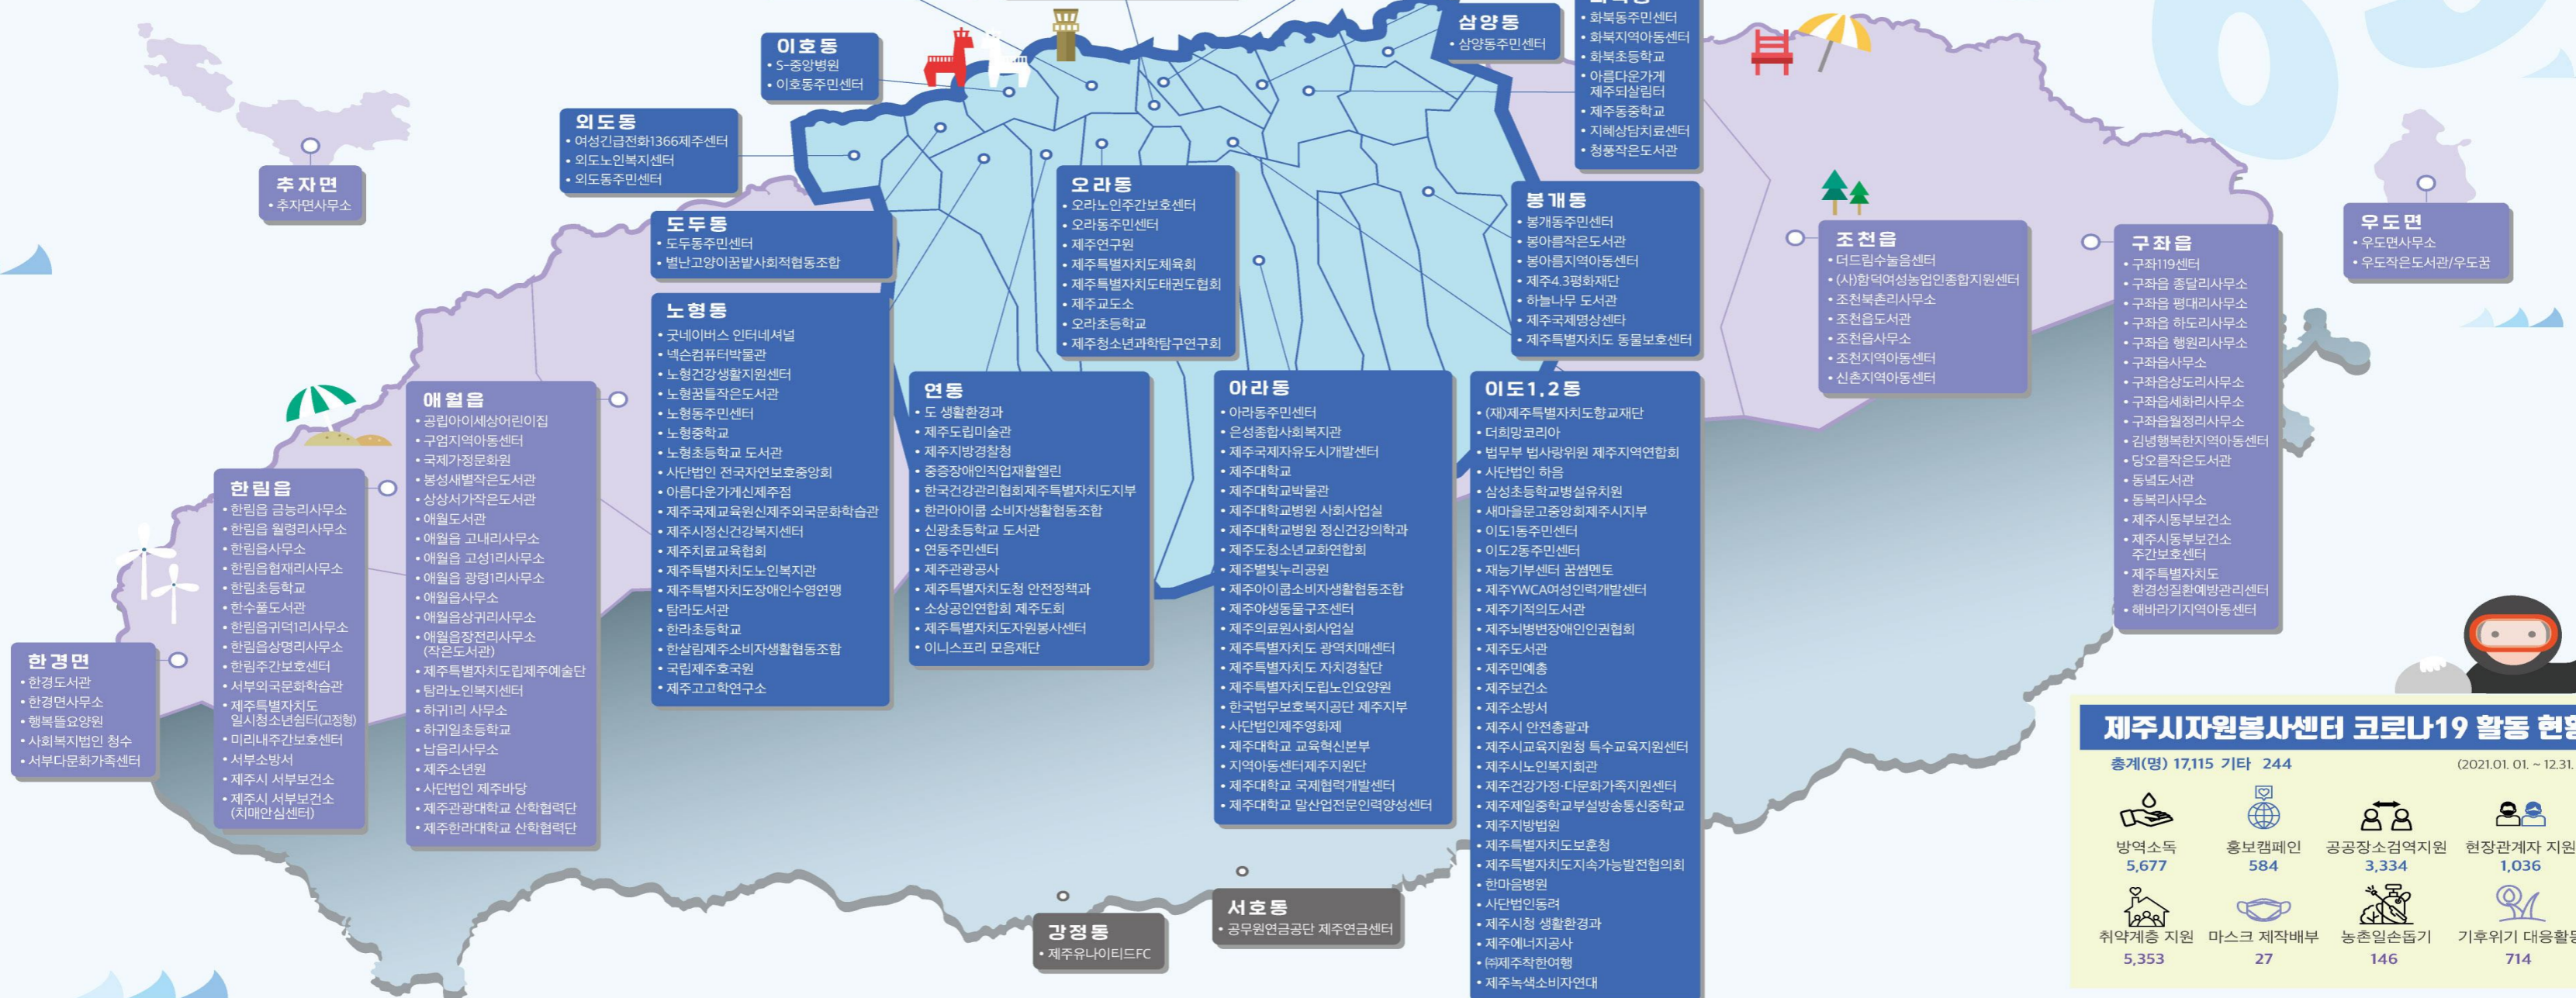 추자면
• 추자면사무소
이호동
• S-중앙병원
• 이호동주민센터
외도동
• 여성긴급전화1366제주센터
• 외도노인복지센터
• 외도동주민센터
도두동
• 도두동주민센터
• 별난고양이꿈밭사회적협동조합
노형동
• 굿네이버스 인터네셔널
• 넥슨컴퓨터박물관
• 노형건강생활지원센터
• 노형꿈틀작은도서관
• 노형동주민센터
• 노형중학교
• 노형초등학교 도서관
• 사단법인 전국자연보호중앙회
• 아름다운가게신제주점
• 제주국제교육원신제주외국문화학습관
• 제주시정신건강복지센터
• 제주치료교육협회
• 제주특별자치도노인복지관
• 제주특별자치도장애인수영연맹
• 탐라도서관
• 한라초등학교
• 한살림제주소비자생활협동조합
• 국립제주호국원
• 제주고고학연구소
애월읍
• 공립아이세상어린이집
• 구엄지역아동센터
• 국제가정문화원
• 봉성새별작은도서관
• 상상서가작은도서관
• 애월도서관
• 애월읍 고내리사무소
• 애월읍 고성1리사무소
• 애월읍 광령1리사무소
• 애월읍사무소
• 애월읍상귀리사무소
• 애월읍장전리사무소
(작은도서관)
• 제주특별자치도립제주예술단
• 탐라노인복지센터
• 하귀1리 사무소
• 하귀일초등학교
• 납읍리사무소
• 제주소년원
• 사단법인 제주바당
• 제주관광대학교 산학협력단
• 제주한라대학교 산학협력단
한림읍
• 한림읍 금능리사무소
• 한림읍 월령리사무소
• 한림읍사무소
• 한림읍협재리사무소
• 한림초등학교
• 한수풀도서관
• 한림읍귀덕1리사무소
• 한림읍상명리사무소
• 한림주간보호센터
• 서부외국문화학습관
• 제주특별자치도
일시청소년쉼터(고정형)
• 미리내주간보호센터
• 서부소방서
• 제주시 서부보건소
• 제주시 서부보건소
(치매안심센터)
한경면
• 한경도서관
• 한경면사무소
• 행복뜰요양원
• 사회복지법인 청수
• 서부다문화가족센터
오라동
• 오라노인주간보호센터
• 오라동주민센터
• 제주연구원
• 제주특별자치도체육회
• 제주특별자치도태권도협회
• 제주교도소
• 오라초등학교
• 제주청소년과학탐구연구회
연동
• 도 생활환경과
• 제주도립미술관
• 제주지방경찰청
• 중증장애인직업재활엘린
• 한국건강관리협회제주특별자치도지부
• 한라아이쿱 소비자생활협동조합
• 신광초등학교 도서관
• 연동주민센터
• 제주관광공사
• 제주특별자치도청 안전정책과
• 소상공인연합회 제주도회
• 제주특별자치도자원봉사센터
• 이니스프리 모음재단
아라동
• 아라동주민센터
• 은성종합사회복지관
• 제주국제자유도시개발센터
• 제주대학교
• 제주대학교박물관
• 제주대학교병원 사회사업실
• 제주대학교병원 정신건강의학과
• 제주도청소년교화연합회
• 제주별빛누리공원
• 제주아이쿱소비자생활협동조합
• 제주야생동물구조센터
• 제주의료원사회사업실
• 제주특별자치도 광역치매센터
• 제주특별자치도 자치경찰단
• 제주특별자치도립노인요양원
• 한국법무보호복지공단 제주지부
• 사단법인제주영화제
• 제주대학교 교육혁신본부
• 지역아동센터제주지원단
• 제주대학교 국제협력개발센터
• 제주대학교 말산업전문인력양성센터
삼양동
• 삼양동주민센터
• 화북동주민센터
• 화북지역아동센터
• 화북초등학교
• 아름다운가게
제주되살림터
• 제주동중학교
• 지혜상담치료센터
• 청풍작은도서관
봉개동
• 봉개동주민센터
• 봉아름작은도서관
• 봉아름지역아동센터
• 제주4.3평화재단
• 하늘나무 도서관
• 제주국제명상센타
• 제주특별자치도 동물보호센터
이도1,2동
• (재)제주특별자치도향교재단
• 더희망코리아
• 법무부 법사랑위원 제주지역연합회
• 사단법인 하음
• 삼성초등학교병설유치원
• 새마을문고중앙회제주시지부
• 이도1동주민센터
• 이도2동주민센터
• 재능기부센터 꿈썸멘토
• 제주YWCA여성인력개발센터
• 제주기적의도서관
• 제주뇌병변장애인인권협회
• 제주도서관
• 제주민예총
• 제주보건소
• 제주소방서
• 제주시 안전총괄과
• 제주시교육지원청 특수교육지원센터
• 제주시노인복지회관
• 제주건강가정·다문화가족지원센터
• 제주제일중학교부설방송통신중학교
• 제주지방법원
• 제주특별자치도보훈청
• 제주특별자치도지속가능발전협의회
• 한마음병원
• 사단법인동려
• 제주시청 생활환경과
• 제주에너지공사
• ㈜제주착한여행
• 제주녹색소비자연대
조천읍
• 더드림수눌음센터
• (사)함덕여성농업인종합지원센터
• 조천북촌리사무소
• 조천읍도서관
• 조천읍사무소
• 조천지역아동센터
• 신촌지역아동센터
구좌읍
• 구좌119센터
• 구좌읍 종달리사무소
• 구좌읍 평대리사무소
• 구좌읍 하도리사무소
• 구좌읍 행원리사무소
• 구좌읍사무소
• 구좌읍상도리사무소
• 구좌읍세화리사무소
• 구좌읍월정리사무소
• 김녕행복한지역아동센터
• 당오름작은도서관
• 동녘도서관
• 동복리사무소
• 제주시동부보건소
• 제주시동부보건소
주간보호센터
• 제주특별자치도
환경성질환예방관리센터
• 해바라기지역아동센터
우도면
• 우도면사무소
• 우도작은도서관/우도꿈
강정동
• 제주유나이티드FC
서호동
• 공무원연금공단 제주연금센터
제주시자원봉사센터 코로나19 활동 현황
총계(명) 17,115 기타 244 (2021.01. 01. ~ 12.31.
방역소독 홍보캠페인 공공장소검역지원 현장관계자 지원
5,677 584 3,334 1,036
취약계층 지원 마스크 제작배부 농촌일손돕기 기후위기 대응활동
5,353 27 146 714